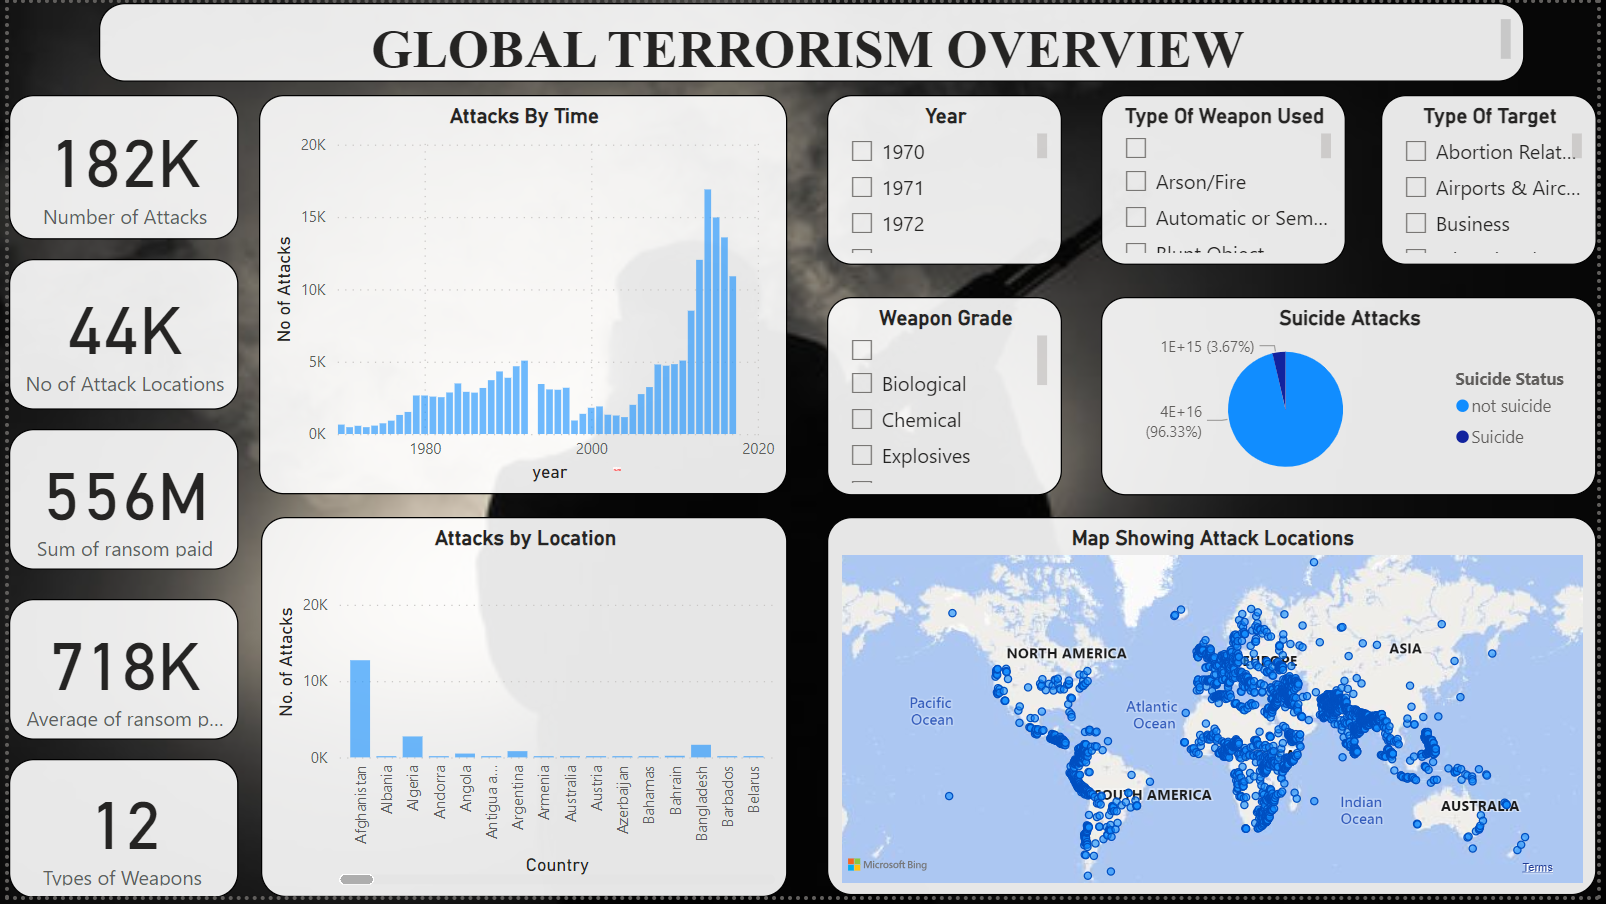 GLOBAL TERRORISM OVERVIEW
182K
Number of Attacks
44K
No of Attack Locations
556M
Sum of ransom paid
718K
Average of ransom p...
12
Types of Weapons
Attacks By Time
No of Attacks
20K
15K
10K
5K
0K
1980 2000 2020
year
Year
1970
1971
1972
Type Of Weapon Used
Arson/Fire
Automatic or Sem...
Blunt Object
Type Of Target
Abortion Relat...
Airports & Airc...
Business
Weapon Grade
Biological
Chemical
Explosives
Suicide Attacks
1E+15 (3.67%)
4E+16
(96.33%)
Suicide Status
not suicide
Suicide
Attacks by Location
No. of Attacks
20K
10K
0K
Afghanistan
Albania
Algeria
Andorra
Angola
Antigua a...
Argentina
Armenia
Australia
Austria
Azerbaijan
Bahamas
Bahrain
Bangladesh
Barbados
Belarus
Country
Map Showing Attack Locations
NORTH AMERICA
EUROPE
ASIA
Pacific
Ocean
Atlantic
Ocean
SOUTH AMERICA
Indian
Ocean
AUSTRALIA
Microsoft Bing
Terms